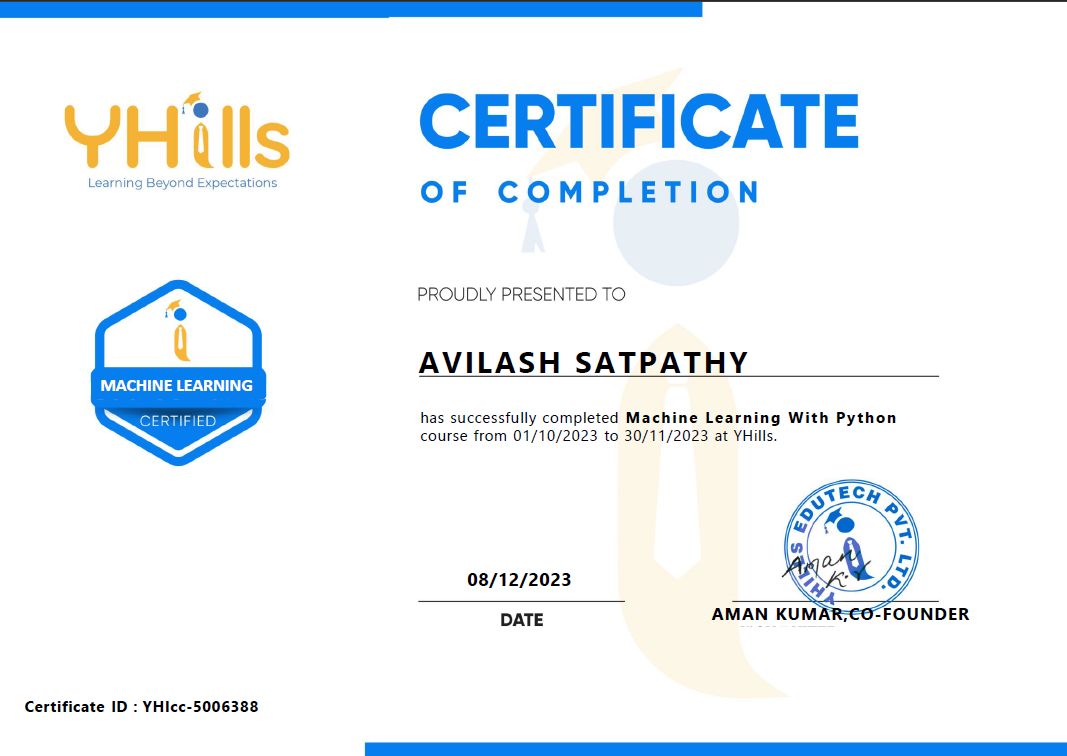 YHills
Learning Beyond Expectations
CERTIFICATE
OF COMPLETION
PROUDLY PRESENTED TO
AVILASH SATPATHY
MACHINE LEARNING
CERTIFIED
has successfully completed Machine Learning With Python
course from 01/10/2023 to 30/11/2023 at YHills.
YHILLS EDUTECH PVT. LTD.
Aman K.r
08/12/2023
DATE
AMAN KUMAR,CO-FOUNDER
Certificate ID : YHIcc-5006388